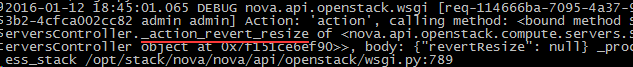 2016-01-12 18:45:01.065 DEBUG nova.api.openstack.wsgi [req-114666ba-7095-4a37-9
53b2-4cfca002cc82 admin admin] Action: 'action', calling method: <bound method S
erversController._action_revert_resize of <nova.api.openstack.compute.servers.S
erversController object at 0x7f151ce6ef90>>, body: {"revertResize": null} _proc
ess_stack /opt/stack/nova/nova/api/openstack/wsgi.py:789